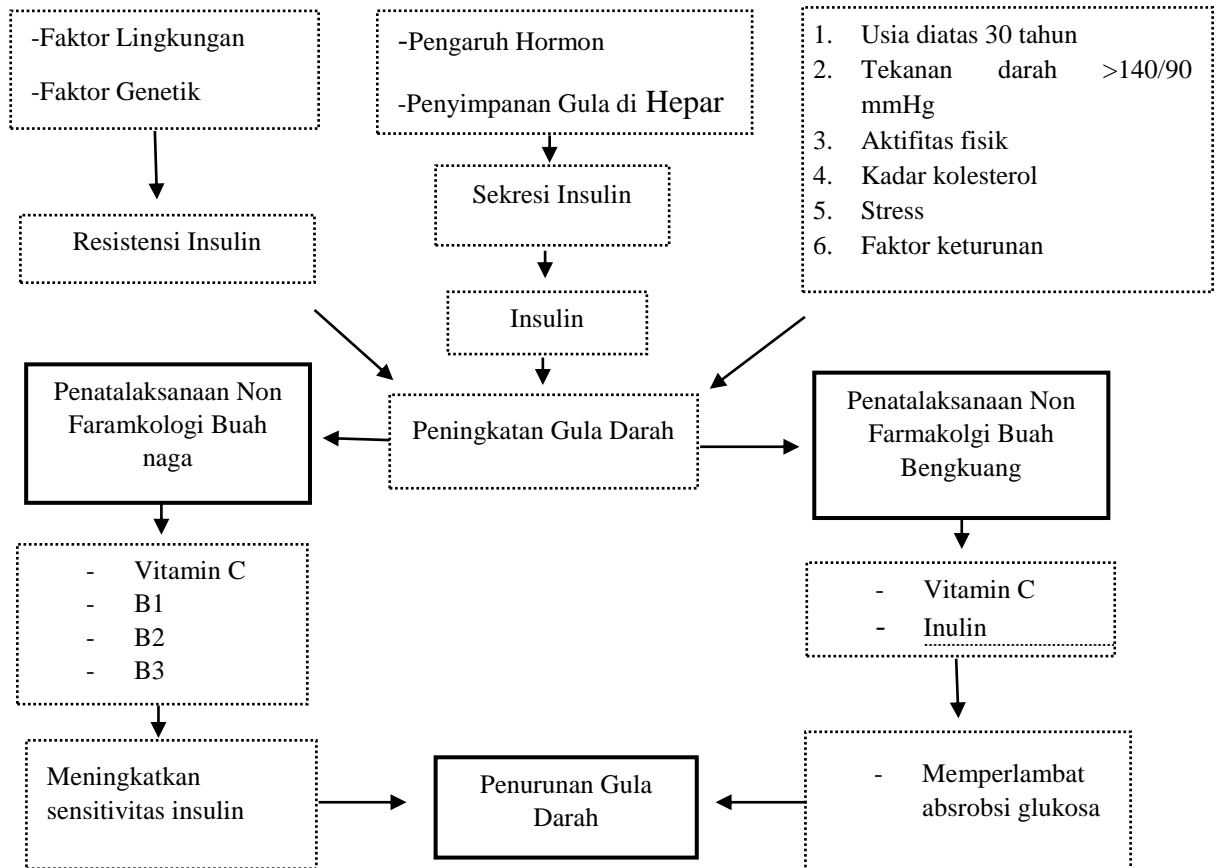 -Faktor Lingkungan
-Faktor Genetik
-Pengaruh Hormon
-Penyimpanan Gula di Hepar
1. Usia diatas 30 tahun
2. Tekanan darah >140/90
mmHg
3. Aktifitas fisik
4. Kadar kolesterol
5. Stress
6. Faktor keturunan
Sekresi Insulin
Resistensi Insulin
Insulin
Penatalaksanaan Non
Faramkologi Buah
naga
Peningkatan Gula Darah
Penatalaksanaan Non
Farmakolgi Buah
Bengkuang
- Vitamin C
- B1
- B2
- B3
- Vitamin C
- Inulin
Meningkatkan
sensitivitas insulin
Penurunan Gula
Darah
- Memperlambat
absrobsi glukosa